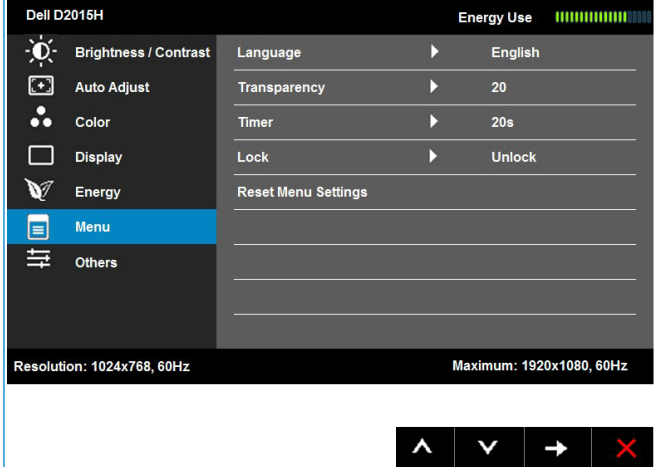 Dell D2015H Energy Use
Brightness / Contrast Language English
Auto Adjust Transparency 20
Color Timer 20s
Display Lock Unlock
Energy Reset Menu Settings
Menu
Others
Resolution: 1024x768, 60Hz Maximum: 1920x1080, 60Hz